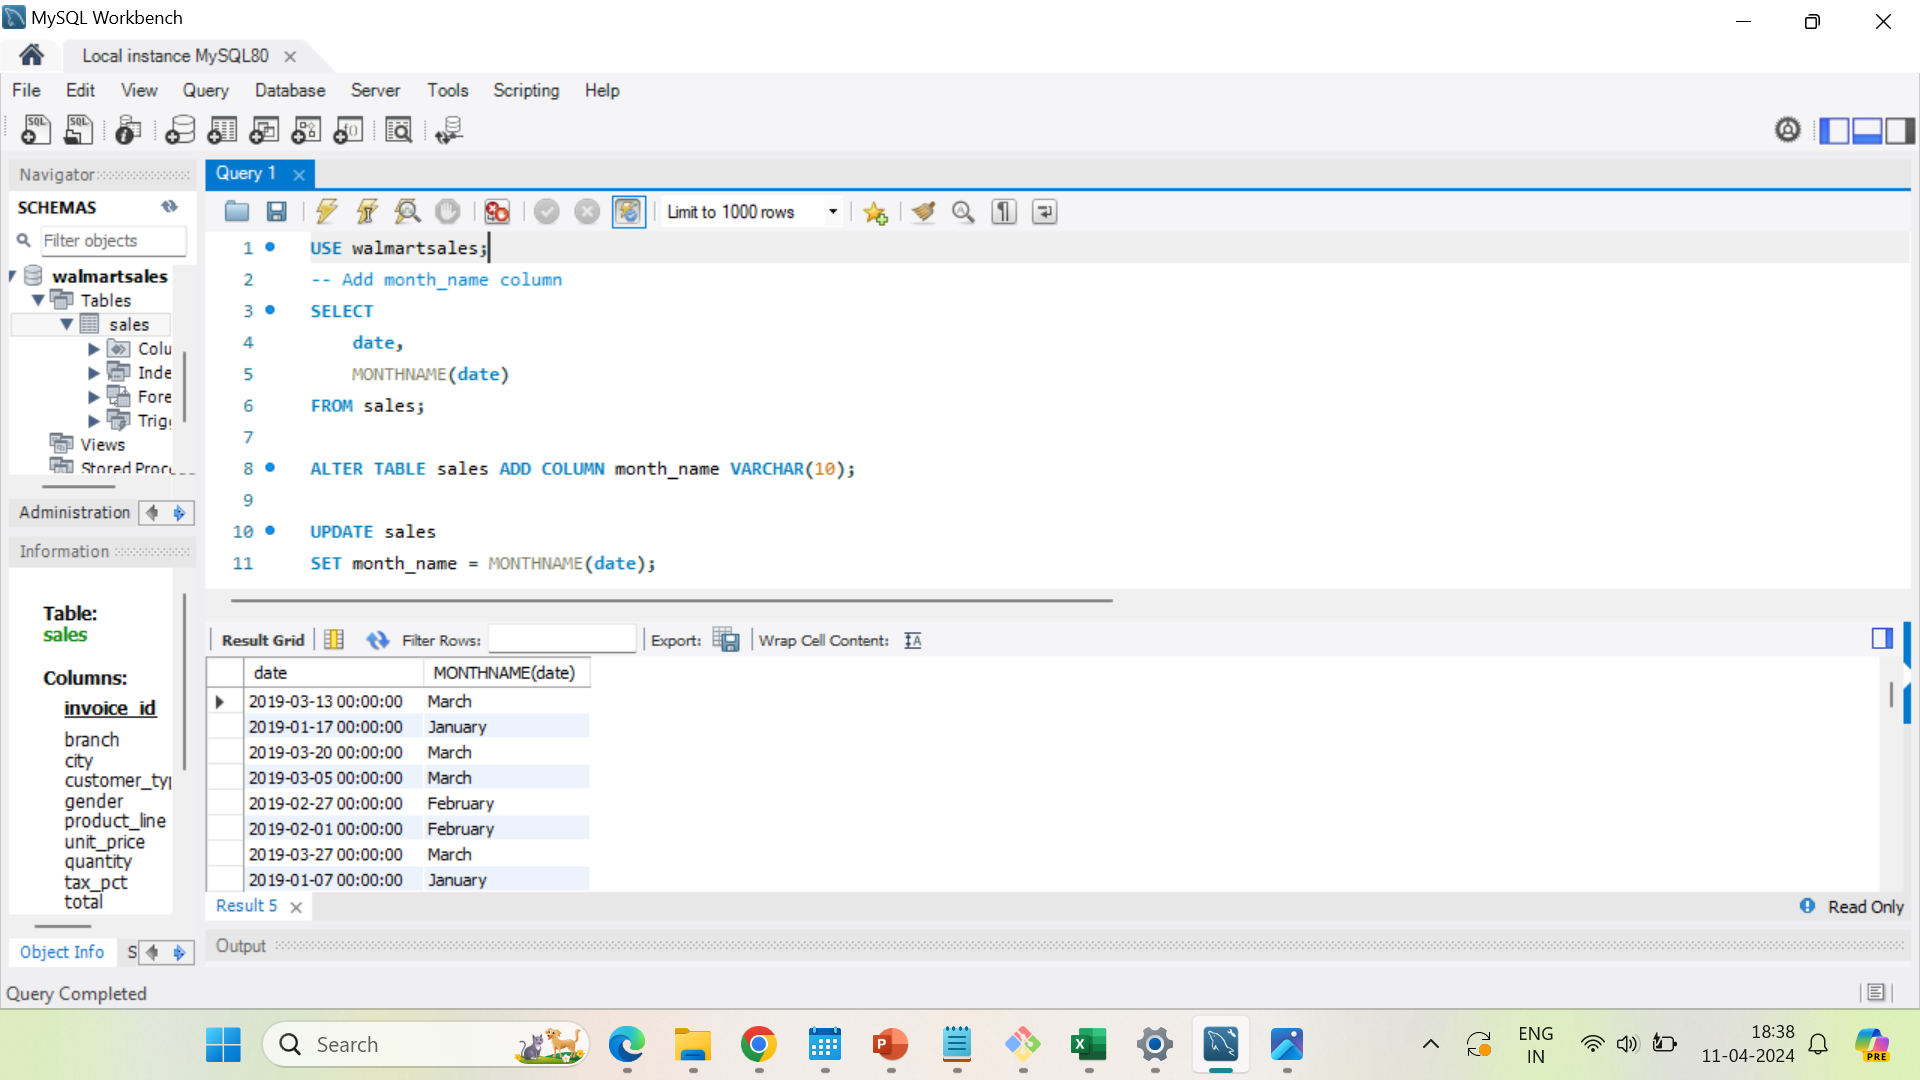 MySQL Workbench
Local instance MySQL80
File Edit View Query Database Server Tools Scripting Help
Navigator
SCHEMAS
Filter objects
walmartsales
Tables
sales
Colu
Inde
Fore
Views
Stored
Administration
Information
Table:
sales
Columns:
invoice_id
branch
city
gender
product_line
unit_price
quantity
tax_pct
total
Object Info S
Query 1
Limit to 1000 rows
1 USE walmartsales;
2 -- Add month_name column
3 SELECT
4 date,
5 MONTHNAME(date)
6 FROM sales;
7
8 ALTER TABLE sales ADD COLUMN month_name VARCHAR(10);
9
10 UPDATE sales
11 SET month_name = MONTHNAME(date);
Result Grid Filter Rows: Export: Wrap Cell Content:
date MONTHNAME(date)
2019-03-13 00:00:00 March
2019-01-17 00:00:00 January
2019-03-20 00:00:00 March
2019-03-05 00:00:00 March
2019-02-27 00:00:00 February
2019-02-01 00:00:00 February
2019-03-27 00:00:00 March
2019-01-07 00:00:00 January
Result 5
Read Only
Output
Query Completed
Search
ENG
IN
18:38
11-04-2024
PRE